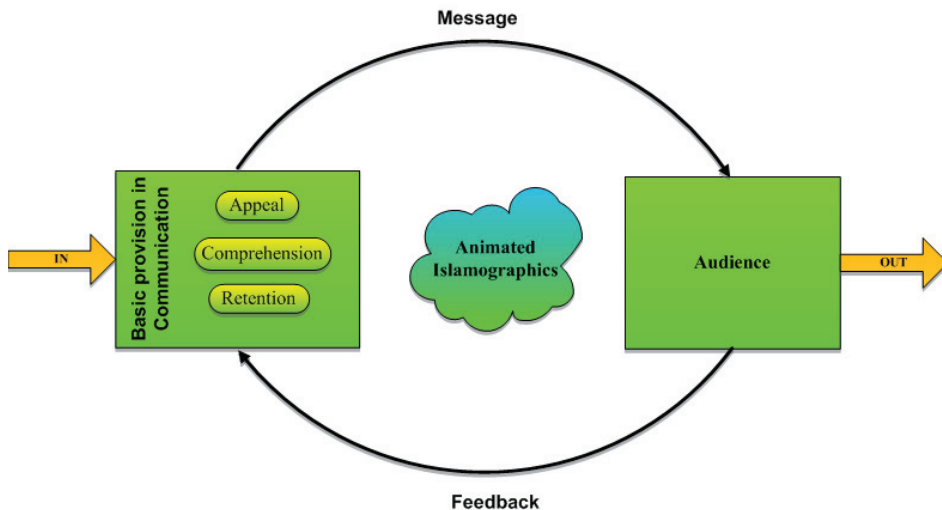 Message
Basic provision in
Communication
Appeal
Comprehension
Retention
IN
Animated
Islamographics
Audience
OUT
Feedback